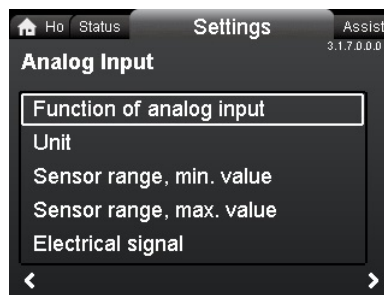 Ho Status Settings Assist
3.1.7.0.0.0
Analog Input
Function of analog input
Unit
Sensor range, min. value
Sensor range, max. value
Electrical signal